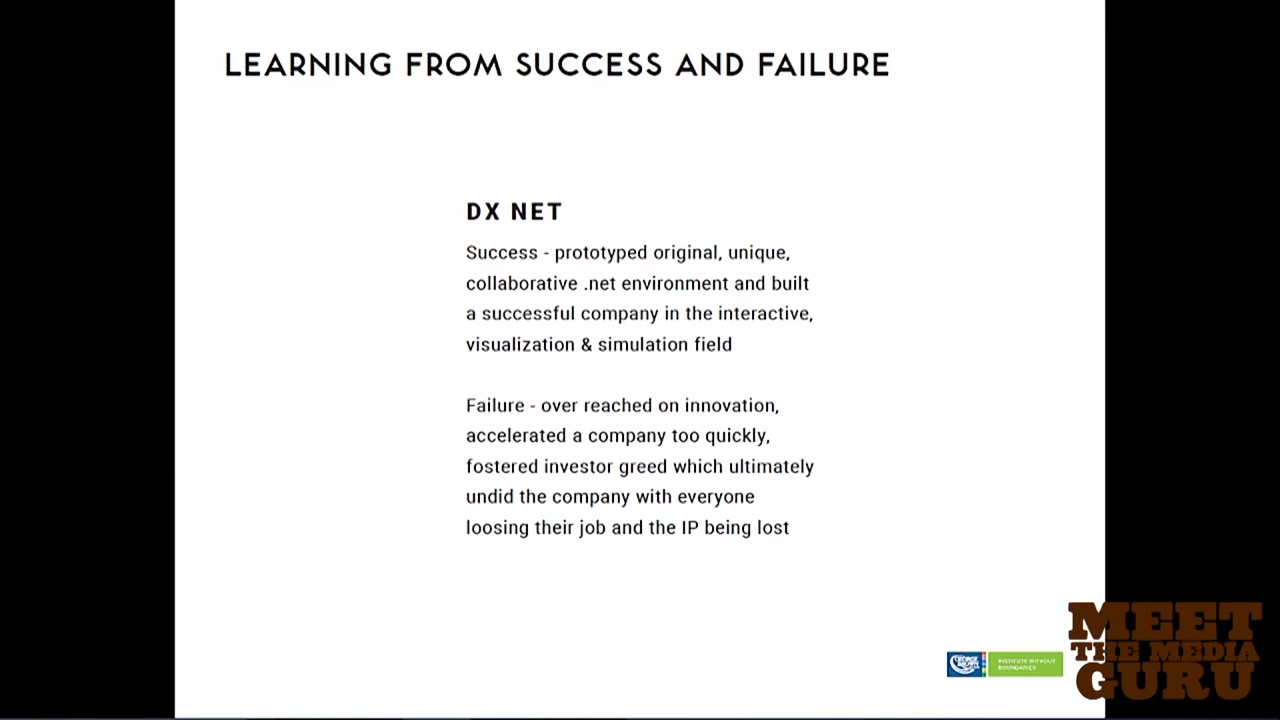 LEARNING FROM SUCCESS AND FAILURE
DX NET
Success - prototyped original, unique,
collaborative .net environment and built
a successful company in the interactive,
visualization & simulation field
Failure - over reached on innovation,
accelerated a company too quickly,
fostered investor greed which ultimately
undid the company with everyone
loosing their job and the IP being lost
GEORGE BROWN
INSTITUTE WITHOUT
BOUNDARIES
MEET
THE MEDIA
GURU